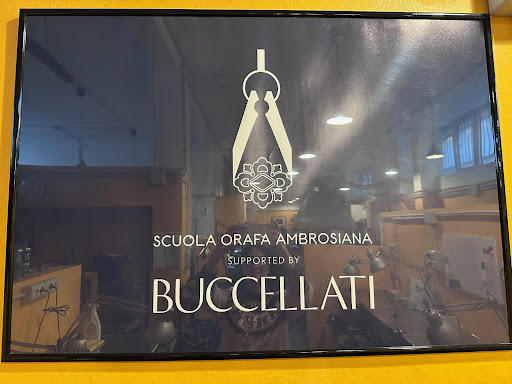 SCUOLA ORAFA AMBROSIANA
SUPPORTED BY
BUCCELLATI